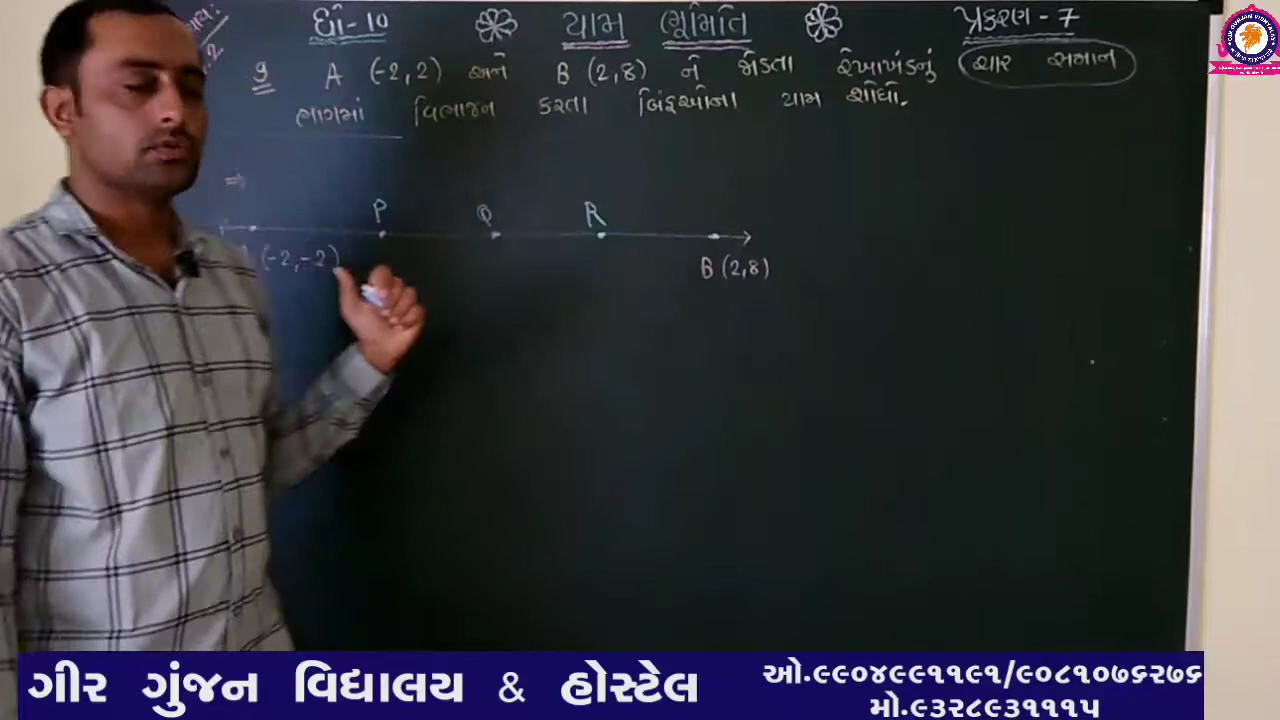 ધો-10 યામ ભૂમિતિ પ્રકરણ - 7
9 A (-2,2) અને B (2,8) ને જોડતા રેખાખંડનું ચાર સમાન
ભાગમાં વિભાજન કરતા બિંદુઓના યામ શોધો.
⇒
P Q R
(-2,-2) B (2,8)
ગીર ગુંજન વિદ્યાલય & હોસ્ટેલ
ઓ.૯૯૦૪૯૯૧૧૯૧/૯૦૮૧૦૭૬૨૭૬
મો.૯૩૨૮૯૩૧૧૧૫